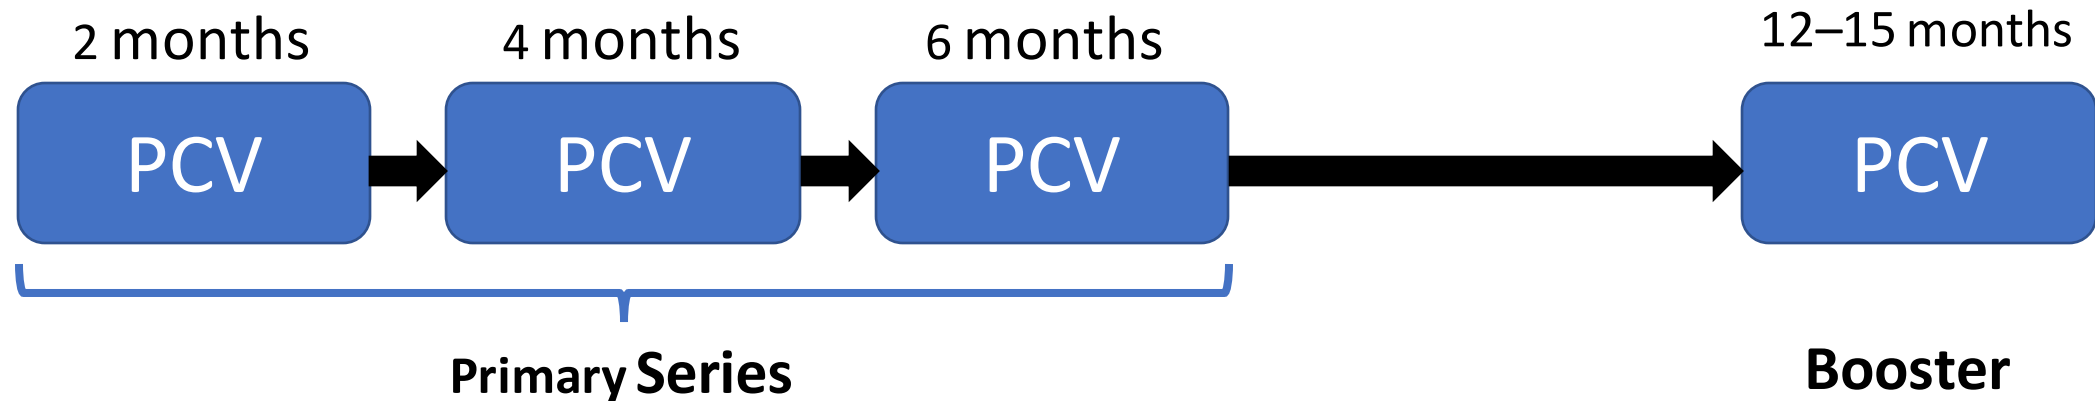 2 months 4 months 6 months 12–15 months
PCV PCV PCV PCV
Primary Series Booster